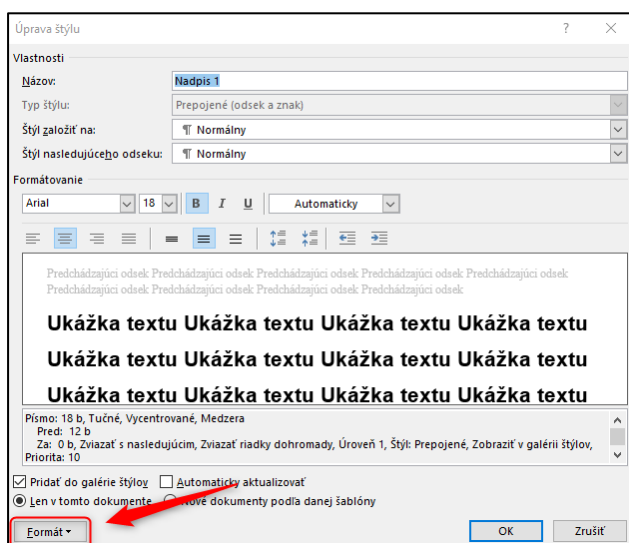 Úprava štýlu ?
Vlastnosti
Názov: Nadpis 1
Typ štýlu: Prepojené (odsek a znak)
Štýl založiť na: ¶ Normálny
Štýl nasledujúceho odseku: ¶ Normálny
Formátovanie
Arial 18 B I U Automaticky
Predchádzajúci odsek Predchádzajúci odsek Predchádzajúci odsek Predchádzajúci odsek Predchádzajúci odsek
Predchádzajúci odsek Predchádzajúci odsek Predchádzajúci odsek Predchádzajúci odsek
Ukážka textu Ukážka textu Ukážka textu Ukážka textu
Ukážka textu Ukážka textu Ukážka textu Ukážka textu
Ukážka textu Ukážka textu Ukážka textu Ukážka textu
Písmo: 18 b, Tučné, Vycentrované, Medzera
Pred: 12 b
Za: 0 b, Zviazať s nasledujúcim, Zviazať riadky dohromady, Úroveň 1, Štýl: Prepojené, Zobraziť v galérii štýlov,
Priorita: 10
Pridať do galérie štýlov Automaticky aktualizovať
Len v tomto dokumente Nové dokumenty podľa danej šablóny
Formát OK Zrušiť